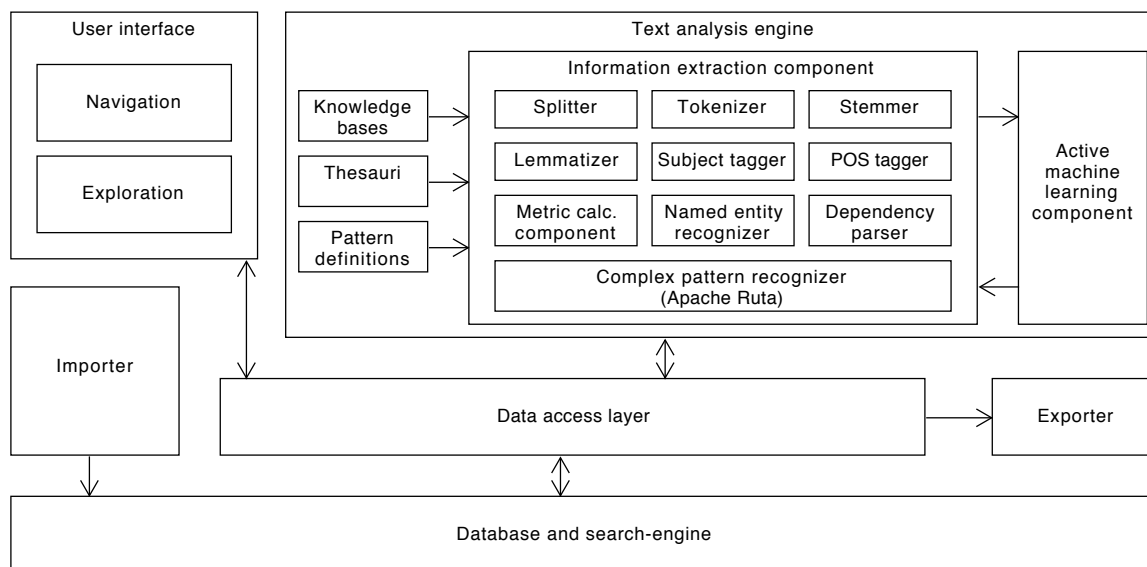 User interface
Navigation
Exploration
Text analysis engine
Information extraction component
Knowledge
bases
Thesauri
Pattern
definitions
Splitter
Tokenizer
Stemmer
Lemmatizer
Subject tagger
POS tagger
Metric calc.
component
Named entity
recognizer
Dependency
parser
Complex pattern recognizer
(Apache Ruta)
Active
machine
learning
component
Importer
Data access layer
Exporter
Database and search-engine